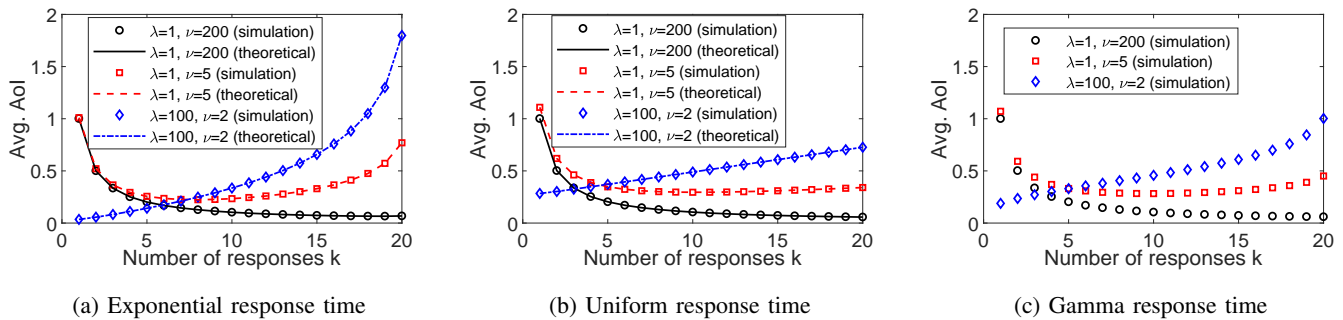 2
1.5
1
0.5
0
Avg. AoI
λ=1, ν=200 (simulation)
λ=1, ν=200 (theoretical)
λ=1, ν=5 (simulation)
λ=1, ν=5 (theoretical)
λ=100, ν=2 (simulation)
λ=100, ν=2 (theoretical)
0 5 10 15 20
Number of responses k
(a) Exponential response time
2
1.5
1
0.5
0
Avg. AoI
λ=1, ν=200 (simulation)
λ=1, ν=200 (theoretical)
λ=1, ν=5 (simulation)
λ=1, ν=5 (theoretical)
λ=100, ν=2 (simulation)
λ=100, ν=2 (theoretical)
0 5 10 15 20
Number of responses k
(b) Uniform response time
2
1.5
1
0.5
0
Avg. AoI
λ=1, ν=200 (simulation)
λ=1, ν=5 (simulation)
λ=100, ν=2 (simulation)
0 5 10 15 20
Number of responses k
(c) Gamma response time